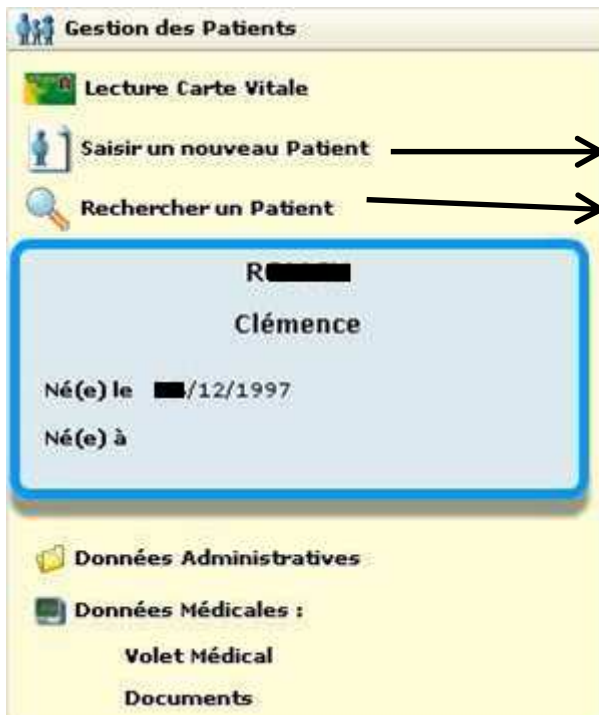 Gestion des Patients
Lecture Carte Vitale
Saisir un nouveau Patient
Rechercher un Patient
Clémence
Né(e) le /12/1997
Né(e) à
Données Administratives
Données Médicales :
Volet Médical
Documents